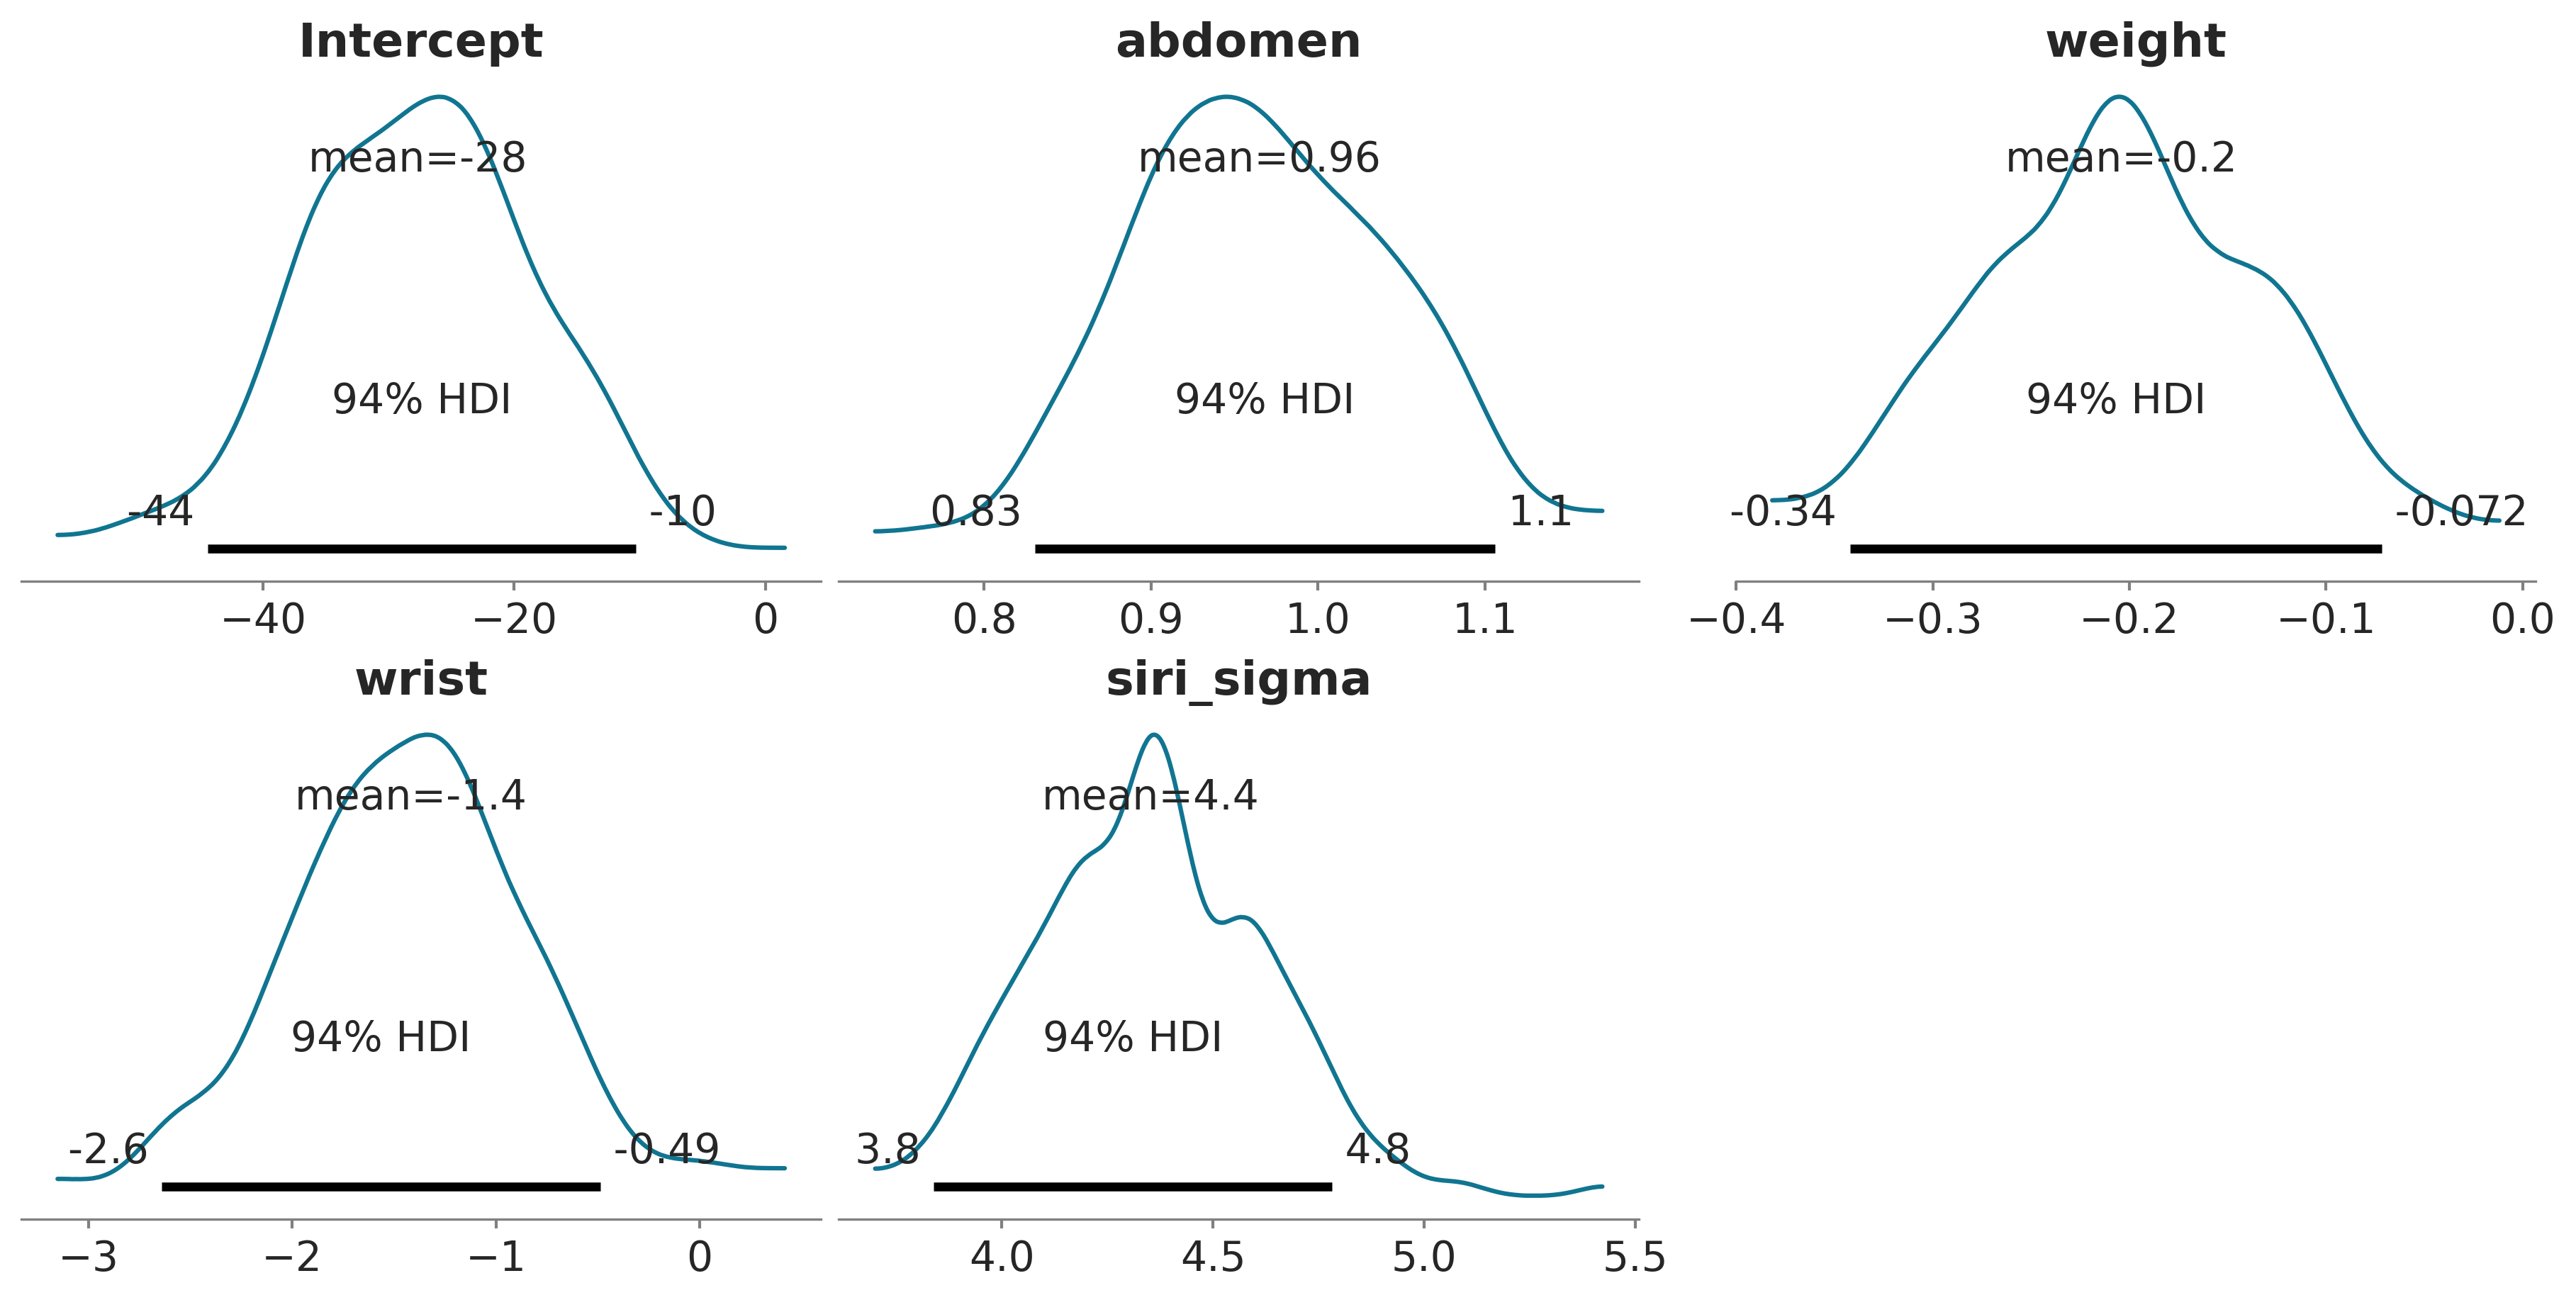 Intercept
mean=-28
94% HDI
-44
-10
−40
−20
0
abdomen
mean=0.96
94% HDI
0.83
1.1
0.8
0.9
1.0
1.1
weight
mean=-0.2
94% HDI
-0.34
-0.072
−0.4
−0.3
−0.2
−0.1
0.0
wrist
mean=-1.4
94% HDI
-2.6
-0.49
−3
−2
−1
0
siri_sigma
mean=4.4
94% HDI
3.8
4.8
4.0
4.5
5.0
5.5